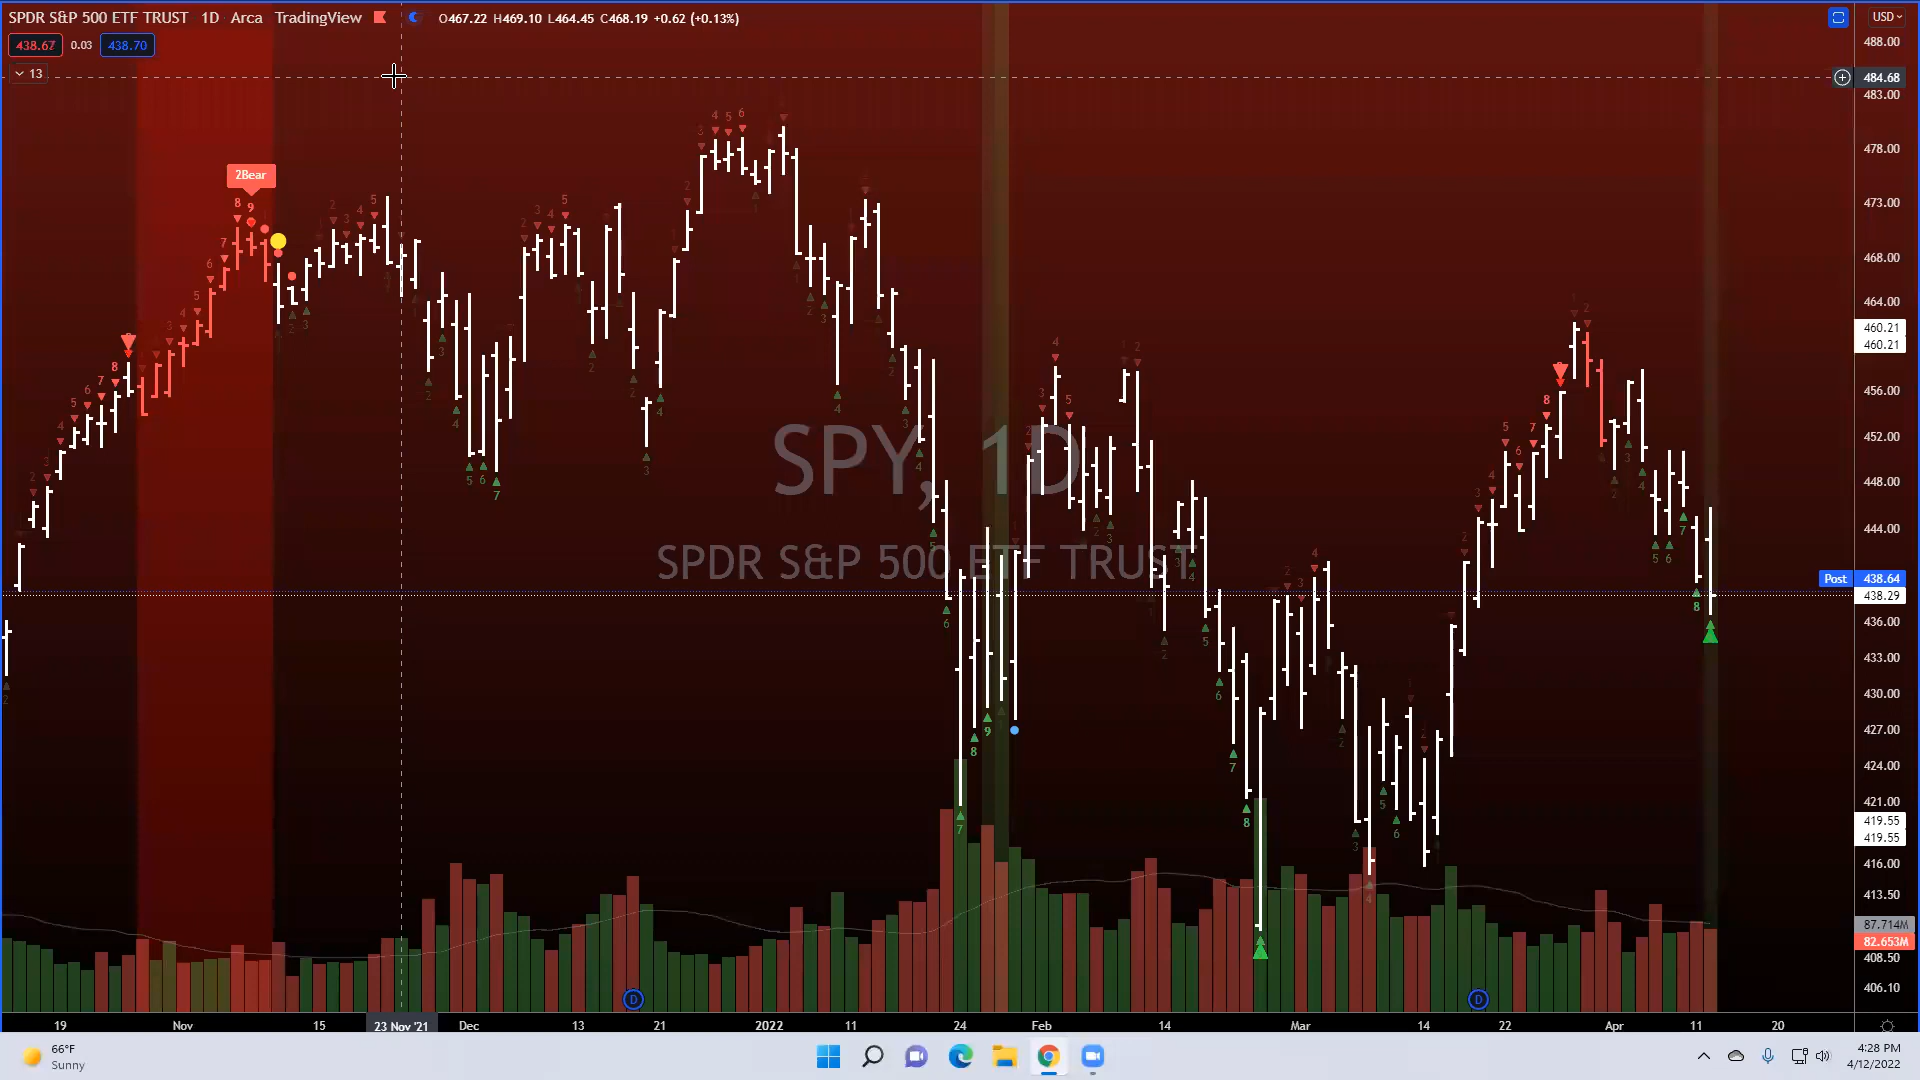 SPDR S&P 500 ETF TRUST 1D Arca TradingView O467.22 H469.10 L464.45 C468.19 +0.62 (+0.13%)
438.67 0.03 438.70
13
USD
488.00
484.68
483.00
478.00
473.00
468.00
464.00
460.21
460.21
456.00
452.00
448.00
444.00
Post 438.64
438.29
436.00
433.00
430.00
427.00
424.00
421.00
419.55
419.55
416.00
413.50
87.714M
82.653M
408.50
406.10
2Bear
SPY, 1D
SPDR S&P 500 ETF TRUST
D D
19 Nov 15 23 Nov '21 Dec 13 21 2022 11 24 Feb 14 Mar 14 22 Apr 11 20
66°F
Sunny
4:28 PM
4/12/2022